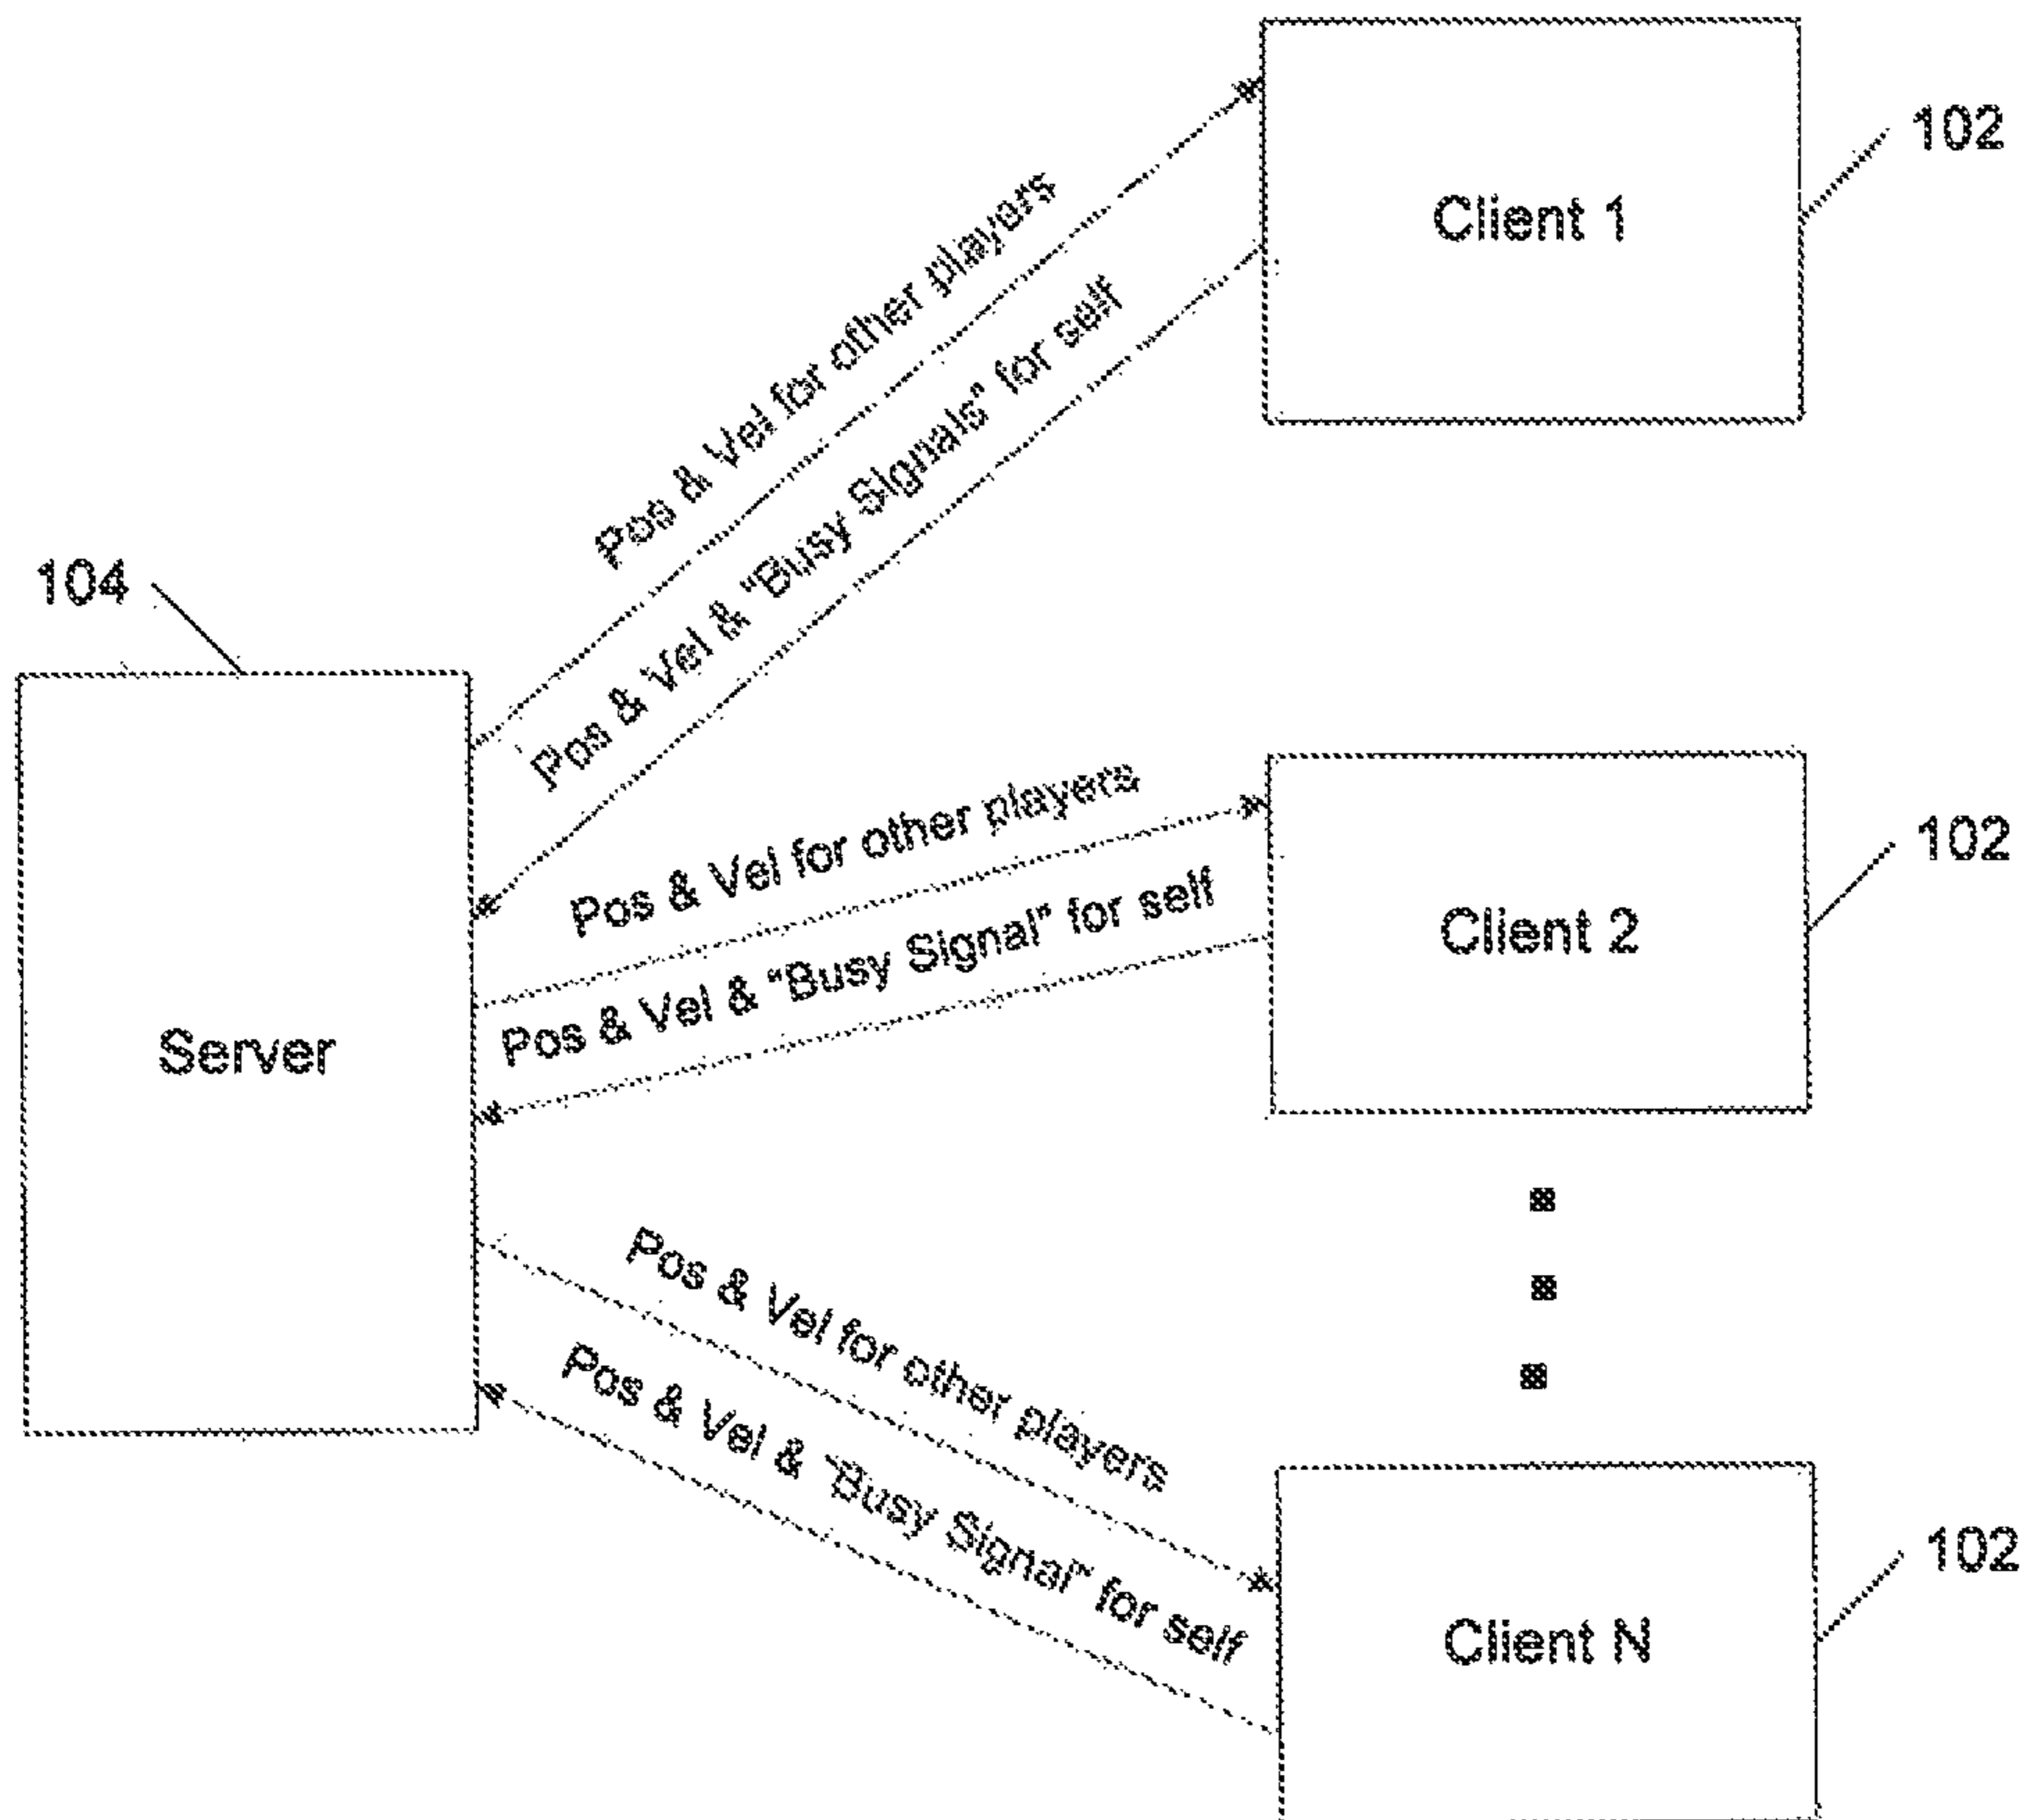 102
Client 1
Pos & Vel for other players
Pos & Vel & "Busy Signals" for self
104
Server
Pos & Vel for other players
Pos & Vel & "Busy Signal" for self
102
Client 2
Pos & Vel for other players
Pos & Vel & "Busy Signal" for self
102
Client N